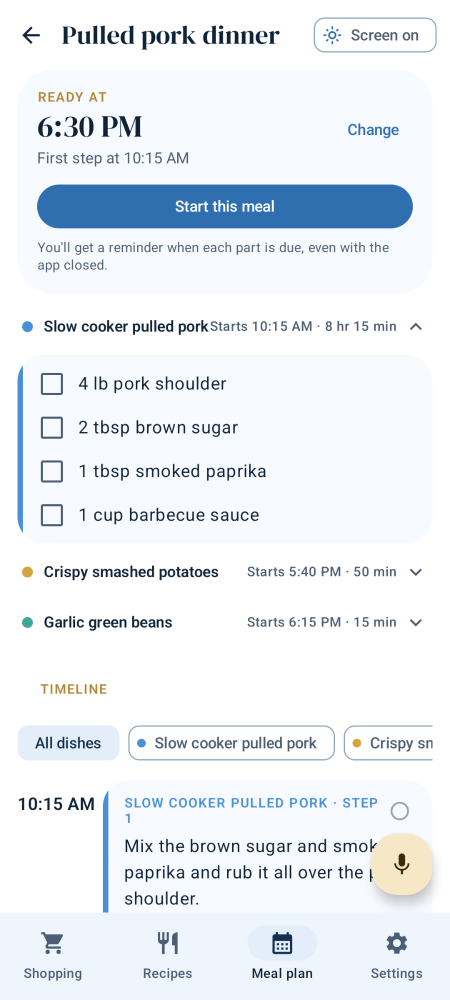 Pulled pork dinner
Screen on
READY AT
6:30 PM
Change
First step at 10:15 AM
Start this meal
You'll get a reminder when each part is due, even with the
app closed.
Slow cooker pulled pork Starts 10:15 AM · 8 hr 15 min
4 lb pork shoulder
2 tbsp brown sugar
1 tbsp smoked paprika
1 cup barbecue sauce
Crispy smashed potatoes Starts 5:40 PM · 50 min
Garlic green beans Starts 6:15 PM · 15 min
TIMELINE
All dishes Slow cooker pulled pork Crispy
10:15 AM
SLOW COOKER PULLED PORK · STEP
1
Mix the brown sugar and
paprika and rub it all over the
shoulder.
Shopping Recipes Meal plan Settings